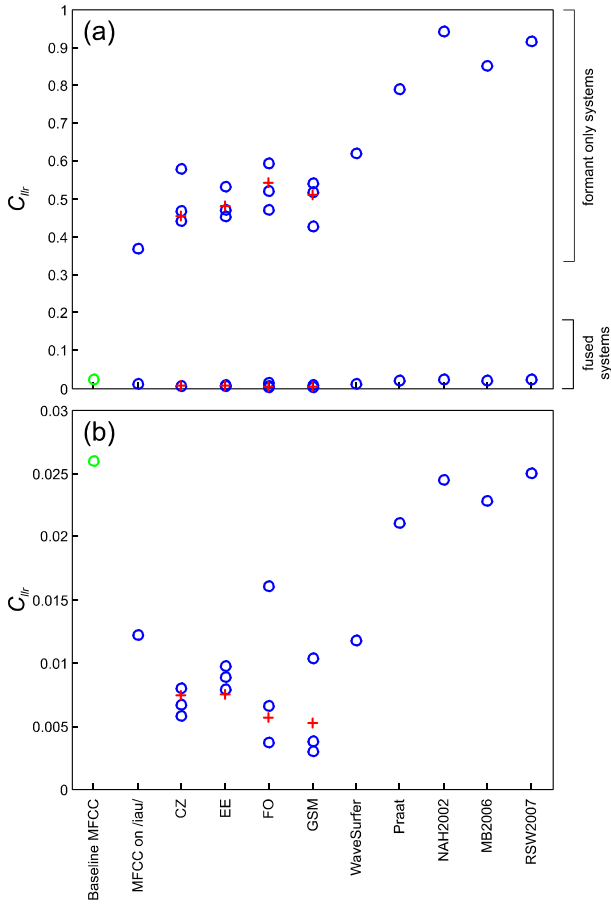 (a)
1
0.9
0.8
0.7
0.6
0.5
0.4
0.3
0.2
0.1
0
Cllr
formant only systems
fused
systems
(b)
0.03
0.025
0.02
0.015
0.01
0.005
0
Cllr
Baseline MFCC
MFCC on /iau/
CZ
EE
FO
GSM
WaveSurfer
Praat
NAH2002
MB2006
RSW2007